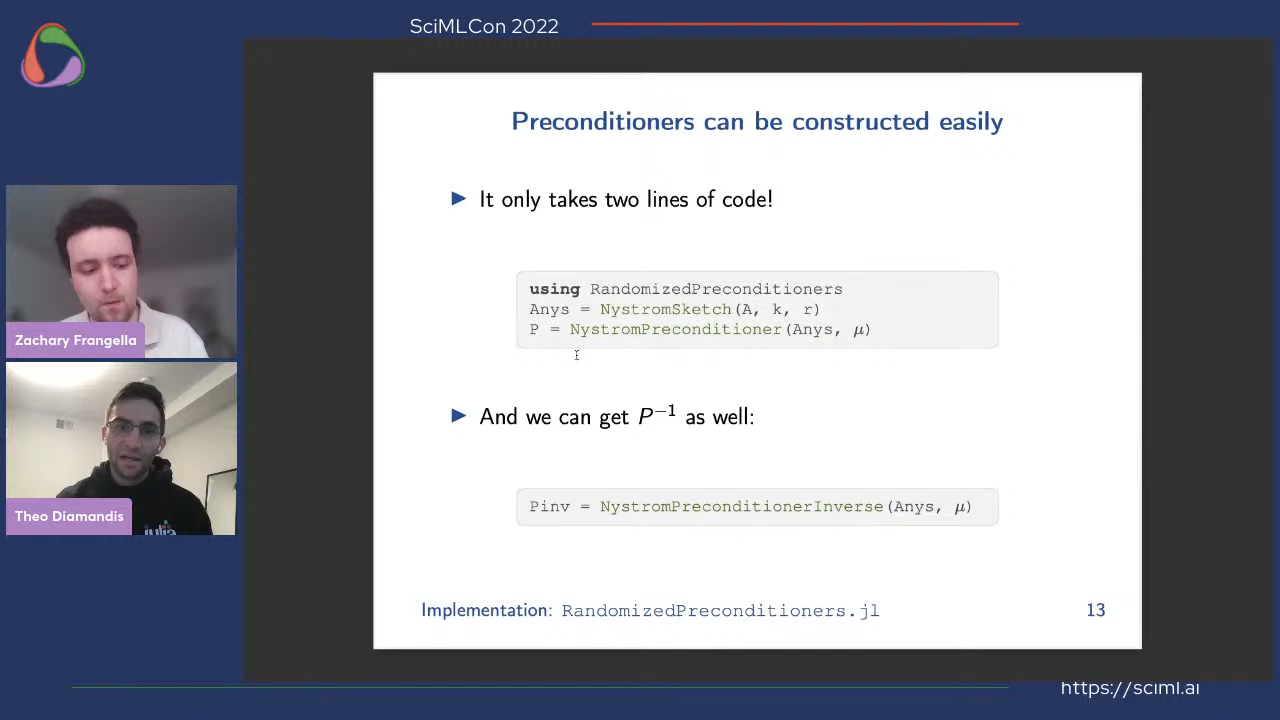 SciMLCon 2022
Preconditioners can be constructed easily
It only takes two lines of code!
using RandomizedPreconditioners
Anys = NystromSketch(A, k, r)
P = NystromPreconditioner(Anys, μ)
And we can get P⁻¹ as well:
Pinv = NystromPreconditionerInverse(Anys, μ)
Implementation: RandomizedPreconditioners.jl
13
Zachary Frangella
Theo Diamandis
julia
https://sciml.ai